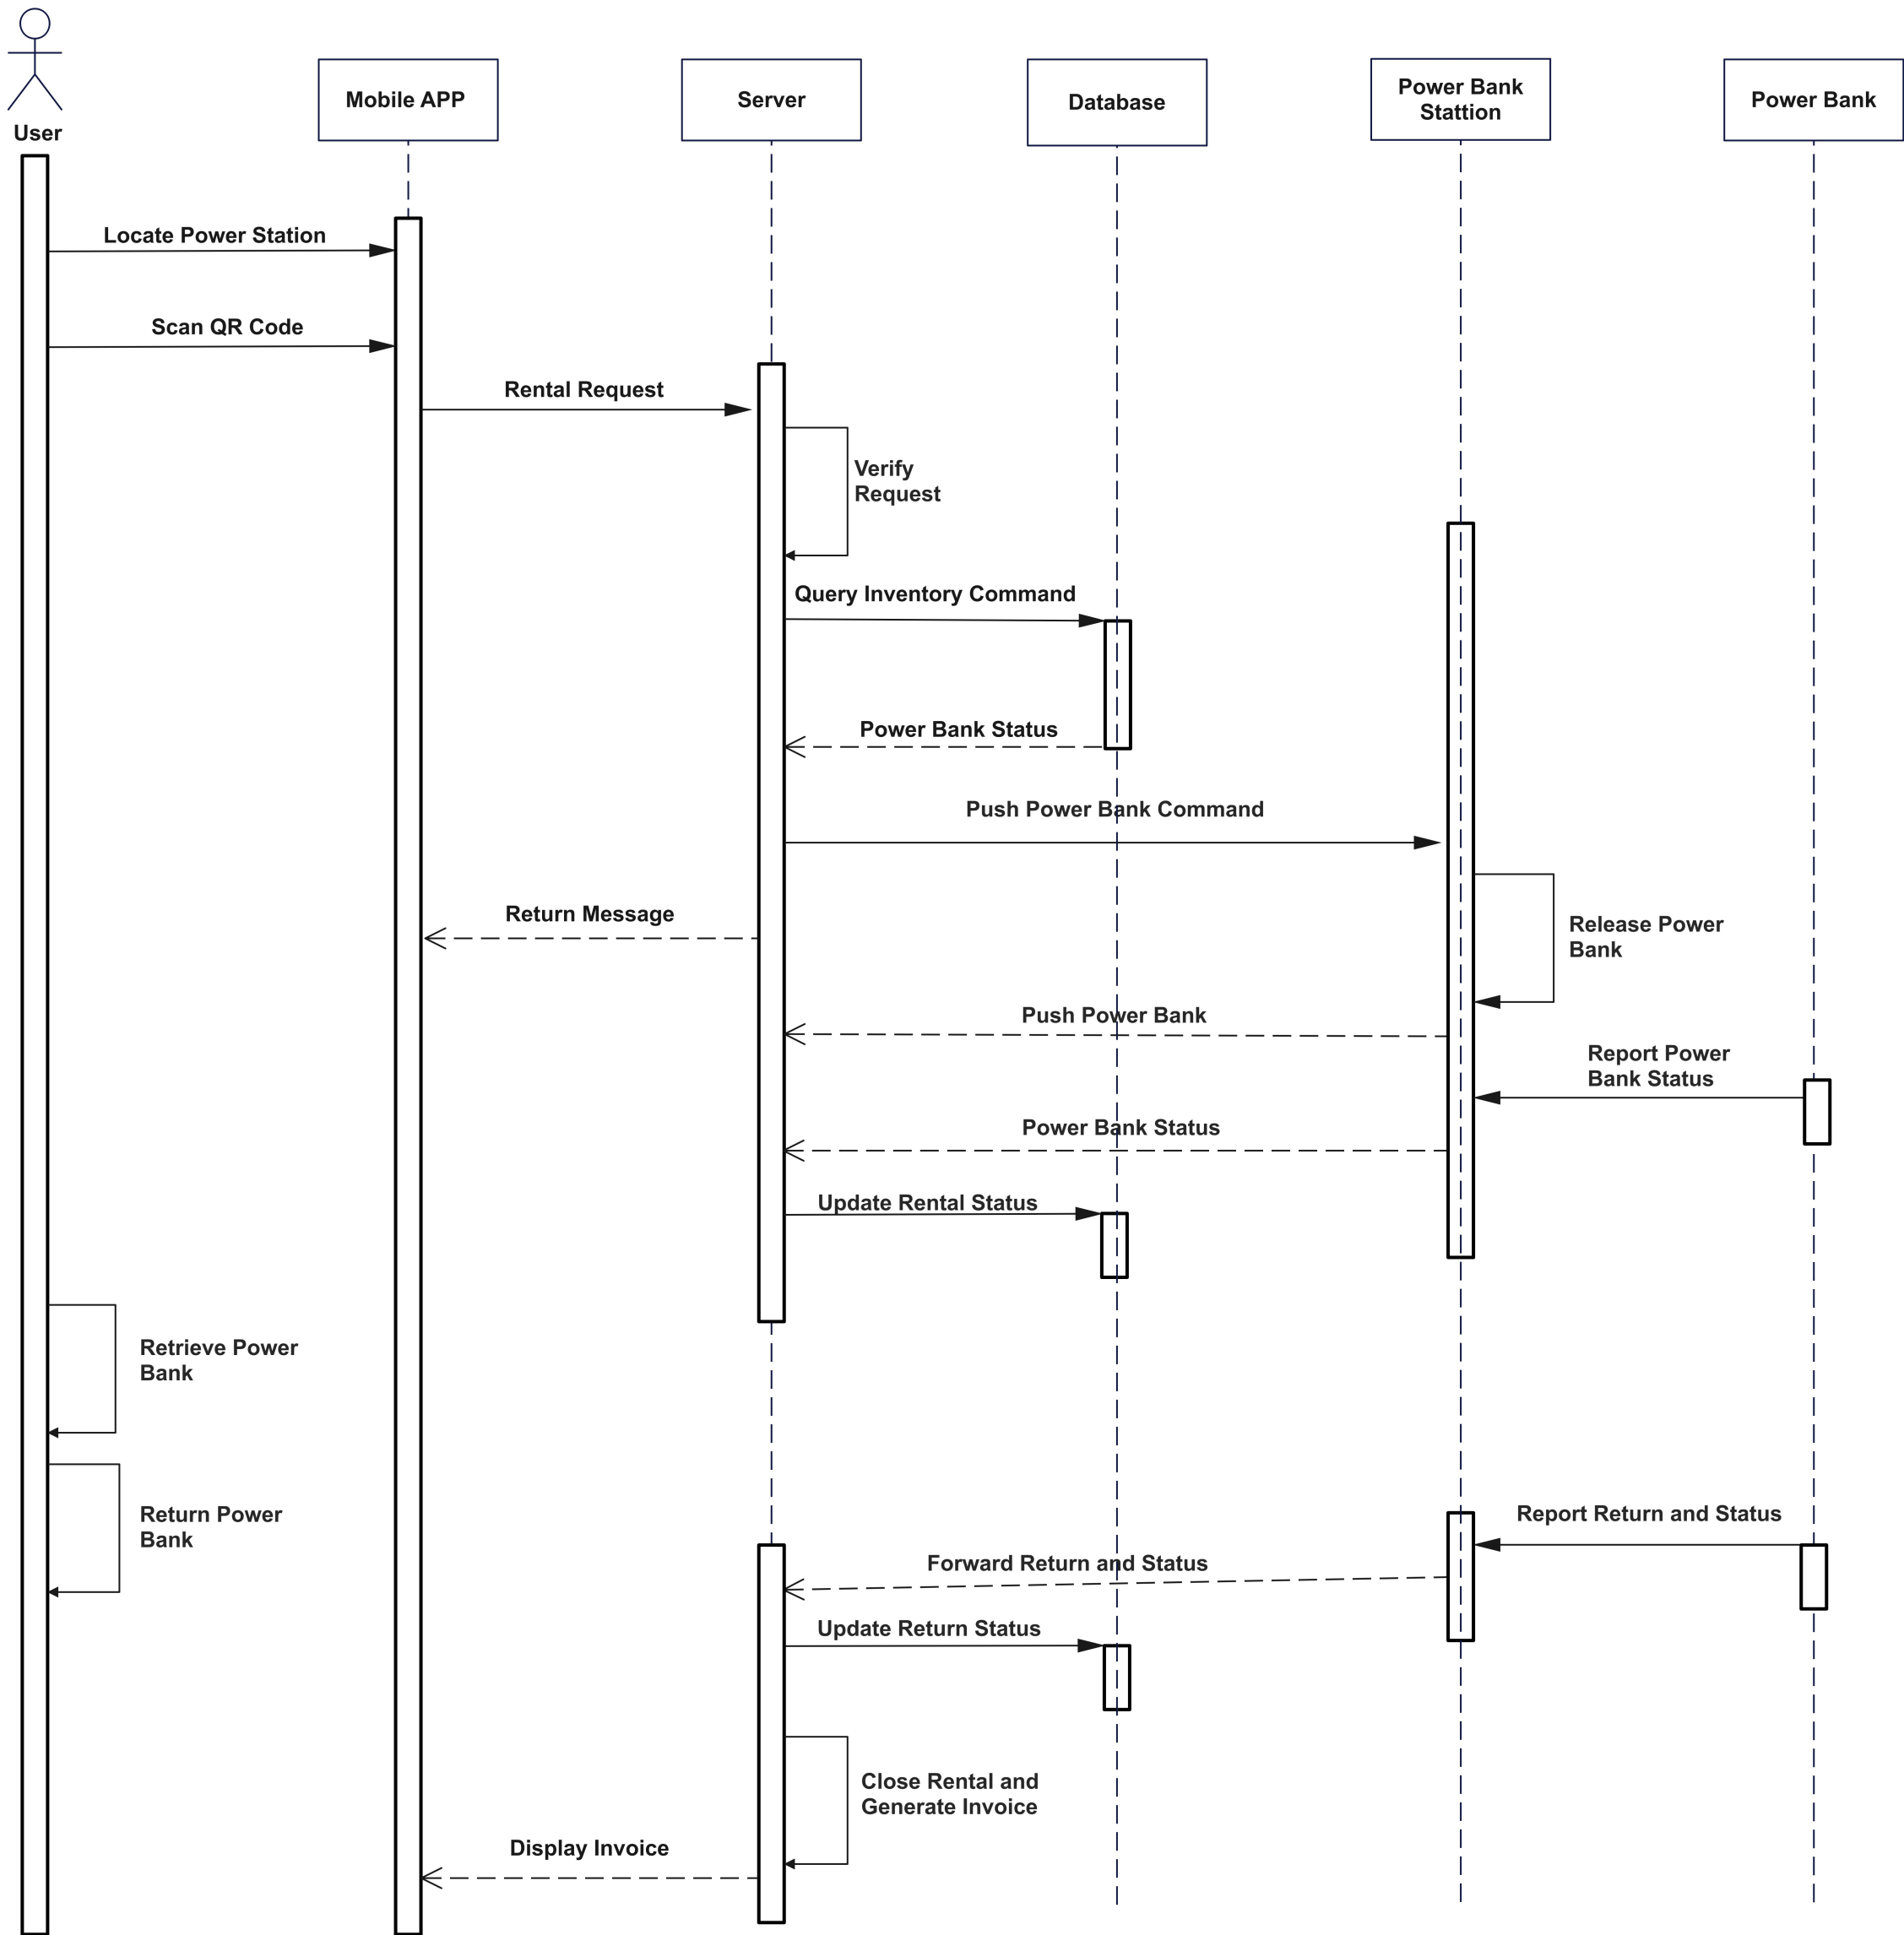 User
Mobile APP
Server
Database
Power Bank
Stattion
Power Bank
Locate Power Station
Scan QR Code
Rental Request
Verify
Request
Query Inventory Command
Power Bank Status
Push Power Bank Command
Return Message
Release Power
Bank
Push Power Bank
Report Power
Bank Status
Power Bank Status
Update Rental Status
Retrieve Power
Bank
Return Power
Bank
Report Return and Status
Forward Return and Status
Update Return Status
Close Rental and
Generate Invoice
Display Invoice